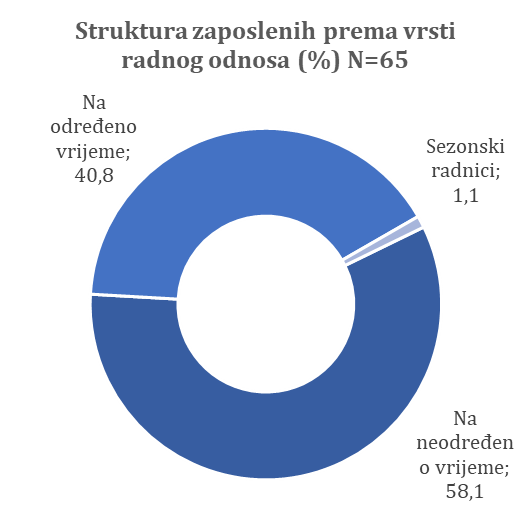 Struktura zaposlenih prema vrsti
radnog odnosa (%) N=65
Na
određeno
vrijeme;
40,8
Sezonski
radnici;
1,1
Na
neodređen
o vrijeme;
58,1